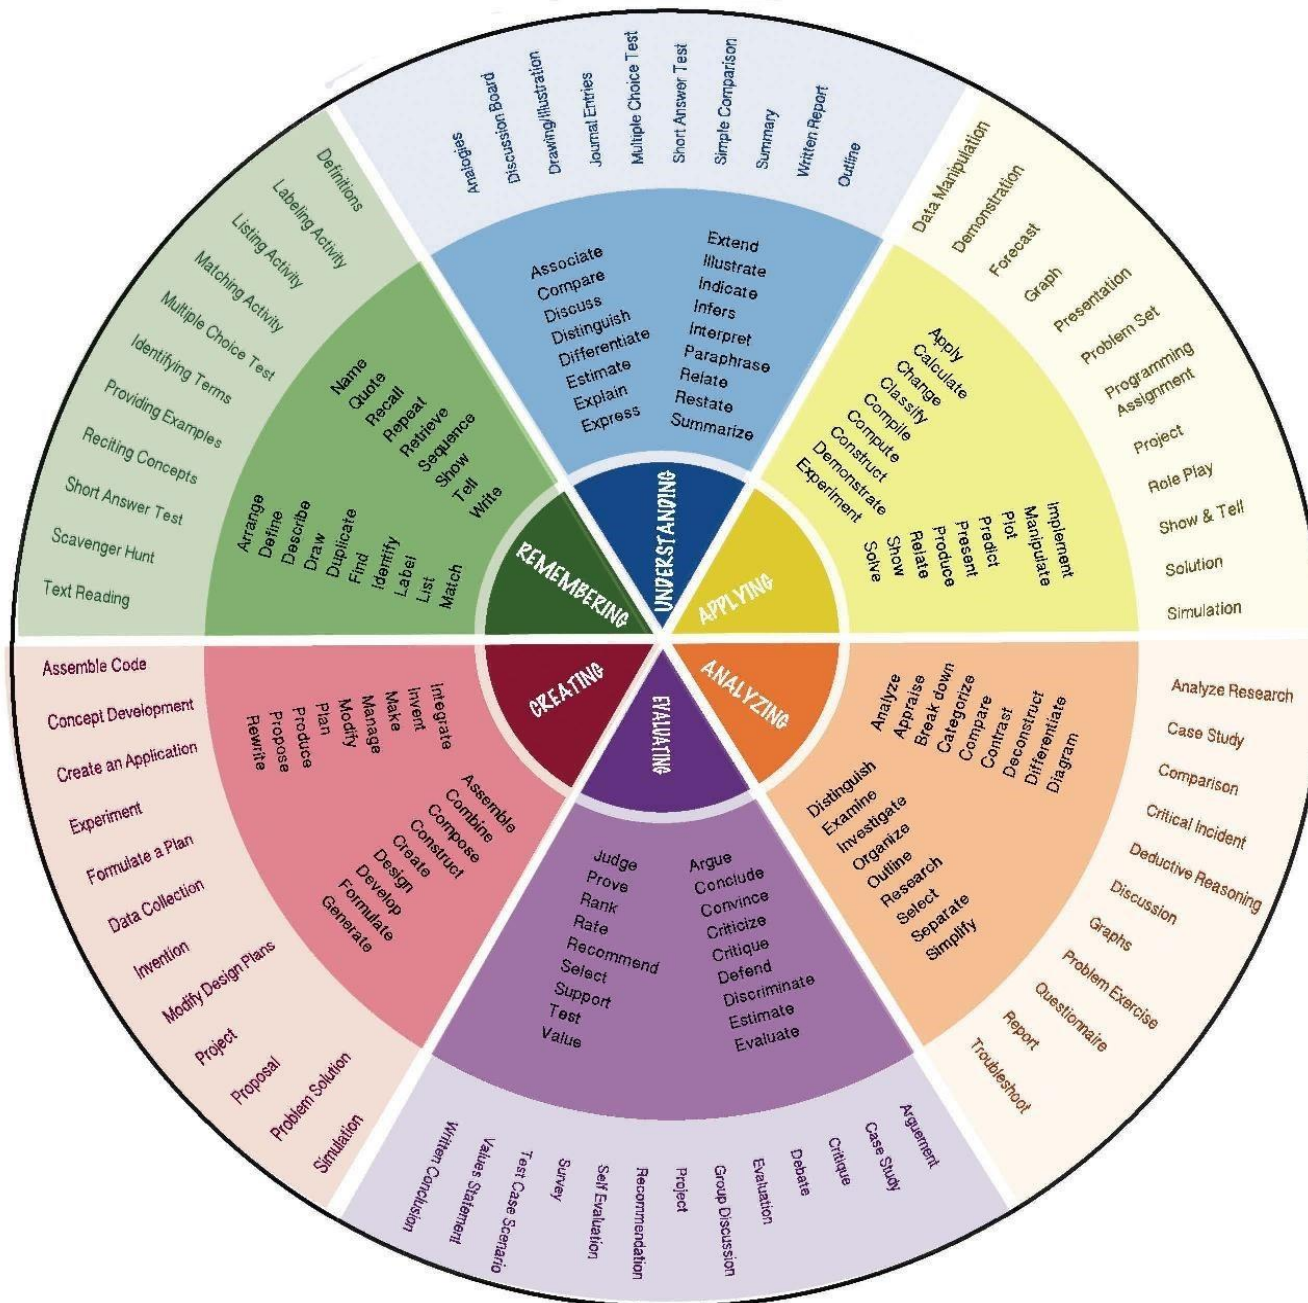 UNDERSTANDING
Associate
Compare
Discuss
Distinguish
Differentiate
Estimate
Explain
Express
Extend
Illustrate
Indicate
Infers
Interpret
Paraphrase
Relate
Restate
Summarize
Analogies
Discussion Board
Drawing/Illustration
Journal Entries
Multiple Choice Test
Short Answer Test
Simple Comparison
Summary
Written Report
Outline
APPLYING
Apply
Calculate
Change
Classify
Compile
Compute
Construct
Demonstrate
Experiment
Implement
Manipulate
Plot
Predict
Present
Produce
Relate
Show
Solve
Data Manipulation
Demonstration
Forecast
Graph
Presentation
Problem Set
Programming
Assignment
Project
Role Play
Show & Tell
Solution
Simulation
ANALYZING
Analyze
Appraise
Break down
Categorize
Compare
Contrast
Deconstruct
Differentiate
Diagram
Distinguish
Examine
Investigate
Organize
Outline
Research
Select
Separate
Simplify
Analyze Research
Case Study
Comparison
Critical Incident
Deductive Reasoning
Discussion
Graphs
Problem Exercise
Questionnaire
Report
Troubleshoot
EVALUATING
Argue
Conclude
Convince
Criticize
Critique
Defend
Discriminate
Estimate
Evaluate
Judge
Prove
Rank
Rate
Recommend
Select
Support
Test
Value
Arguement
Case Study
Critique
Debate
Evaluation
Group Discussion
Project
Recommendation
Self Evaluation
Survey
Test Case Scenario
Values Statement
Written Conclusion
CREATING
Assemble
Combine
Compose
Construct
Create
Design
Develop
Formulate
Generate
Integrate
Invent
Make
Manage
Modify
Plan
Produce
Propose
Rewrite
Assemble Code
Concept Development
Create an Application
Experiment
Formulate a Plan
Data Collection
Invention
Modify Design Plans
Project
Proposal
Problem Solution
Simulation
REMEMBERING
Arrange
Define
Describe
Draw
Duplicate
Find
Identify
Label
List
Match
Name
Quote
Recall
Repeat
Retrieve
Sequence
Show
Tell
Write
Definitions
Labeling Activity
Listing Activity
Matching Activity
Multiple Choice Test
Identifying Terms
Providing Examples
Reciting Concepts
Short Answer Test
Scavenger Hunt
Text Reading